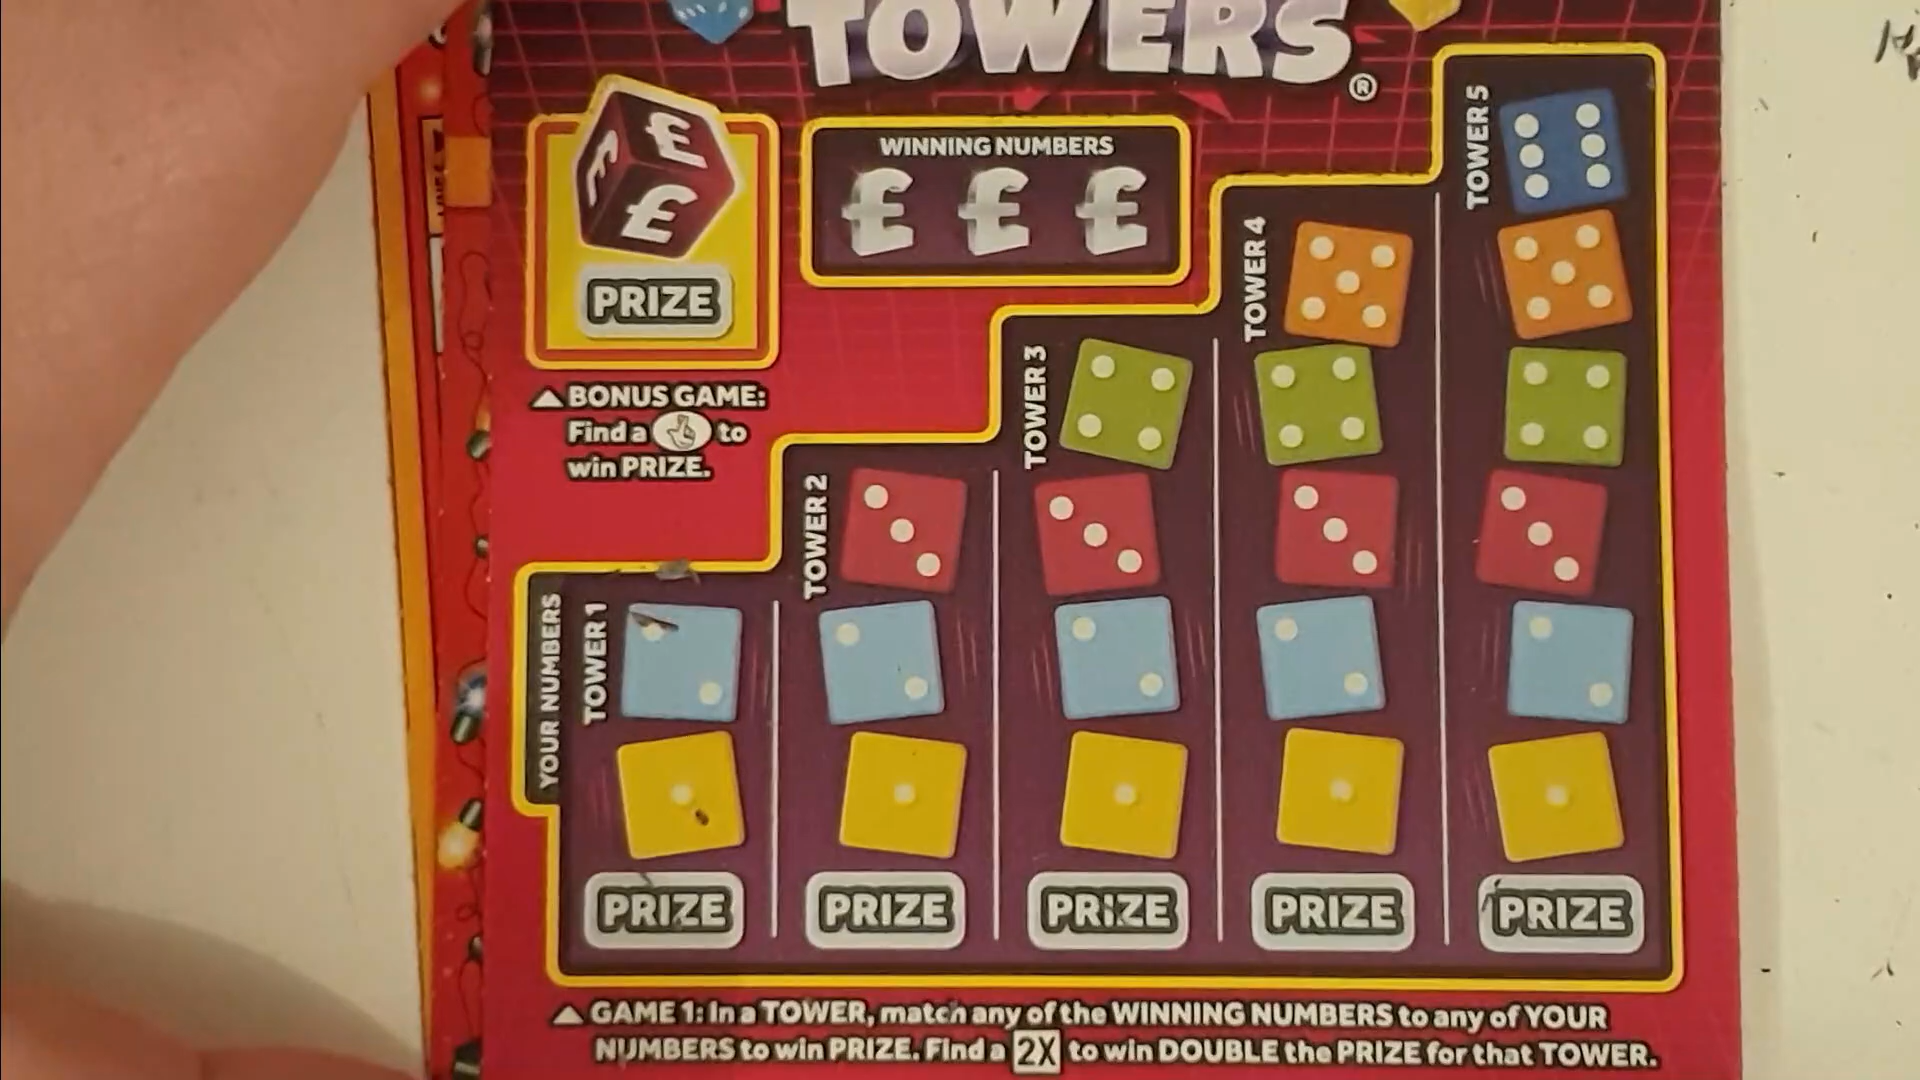 TOWERS
®
£
£
£
PRIZE
WINNING NUMBERS
£ £ £
BONUS GAME:
Find a to
win PRIZE.
YOUR NUMBERS
TOWER 1
TOWER 2
TOWER 3
TOWER 4
TOWER 5
PRIZE PRIZE PRIZE PRIZE PRIZE
GAME 1: In a TOWER, match any of the WINNING NUMBERS to any of YOUR
NUMBERS to win PRIZE. Find a 2X to win DOUBLE the PRIZE for that TOWER.